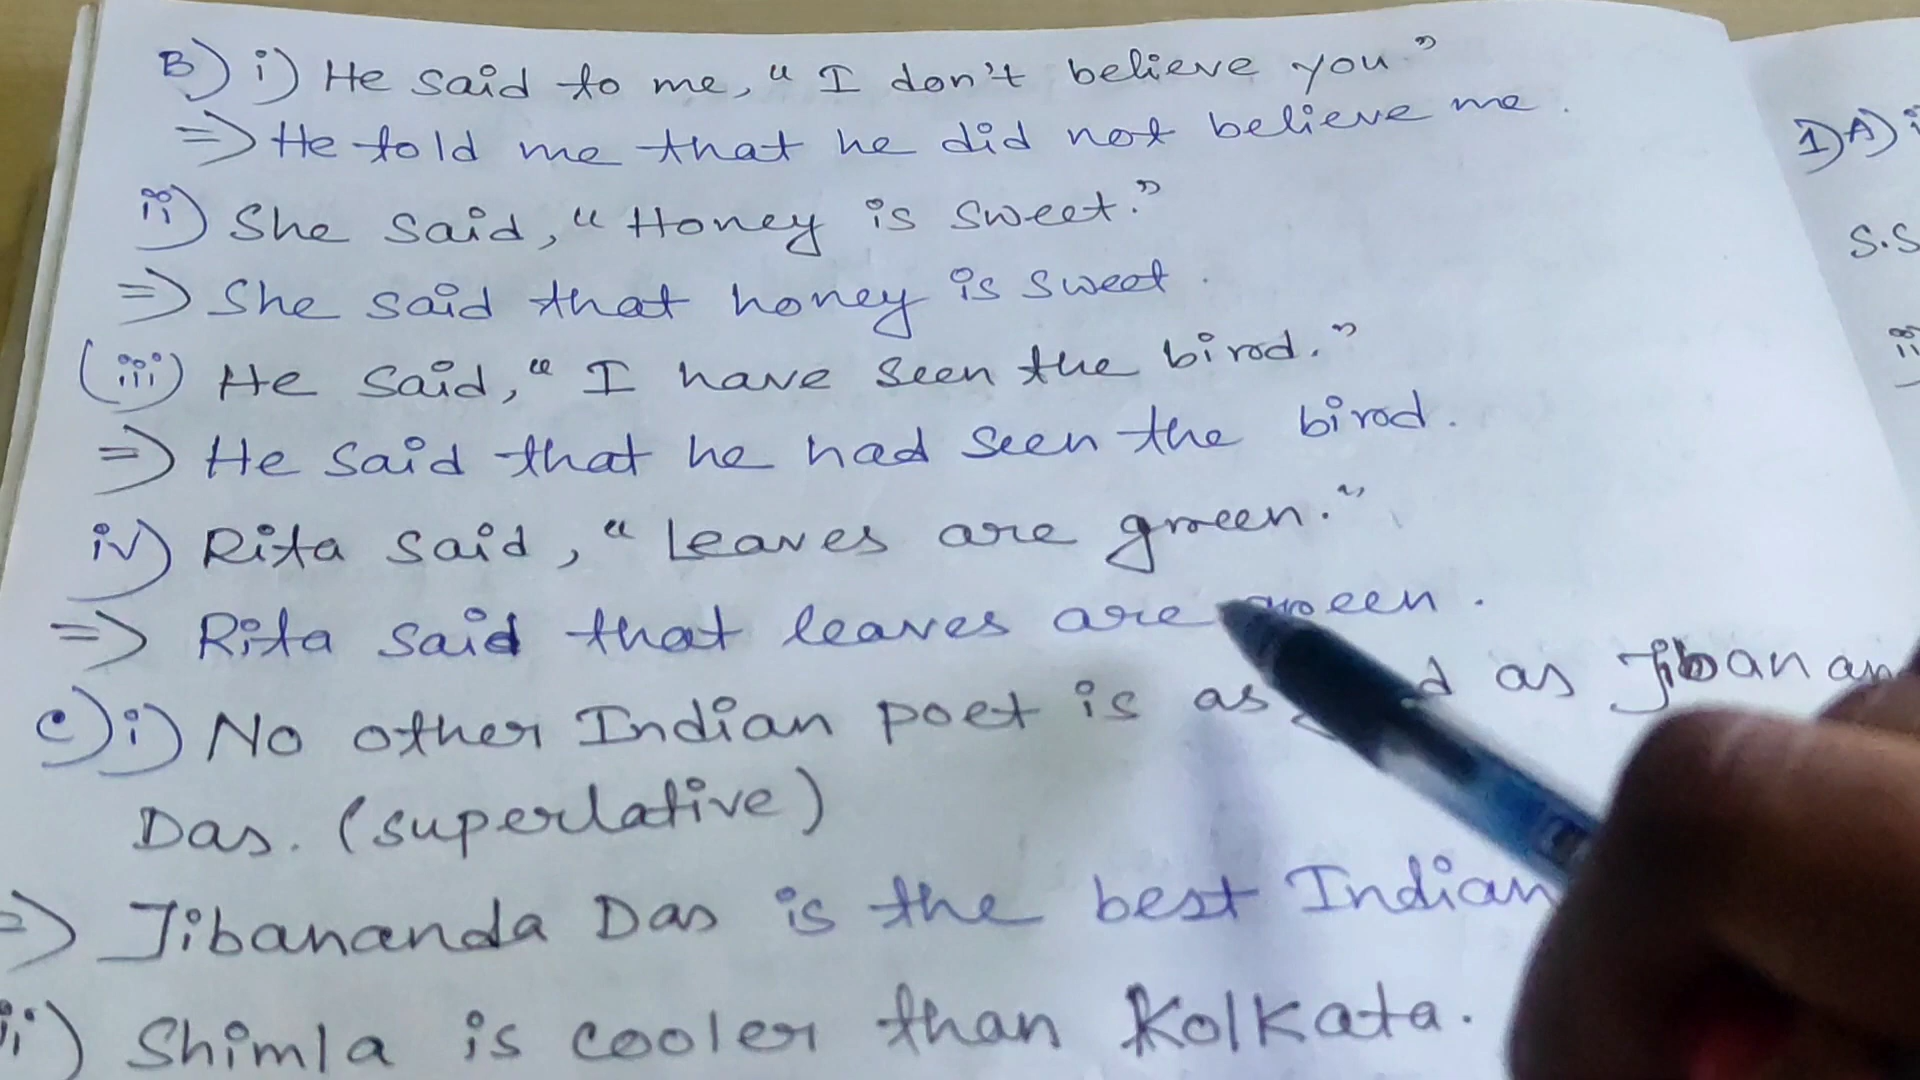 B) i) He said to me, "I don't believe you."
=> He told me that he did not believe me.
ii) She said, "Honey is sweet."
=> She said that honey is sweet.
(iii) He said, "I have seen the bird."
=> He said that he had seen the bird.
iv) Rita said, "Leaves are green."
=> Rita said that leaves are green.
C) i) No other Indian poet is as as
Das. (superlative)
=> Jibananda Das is the best Indian
ii) Shimla is cooler than Kolkata.
1) A) i
S.S
ii